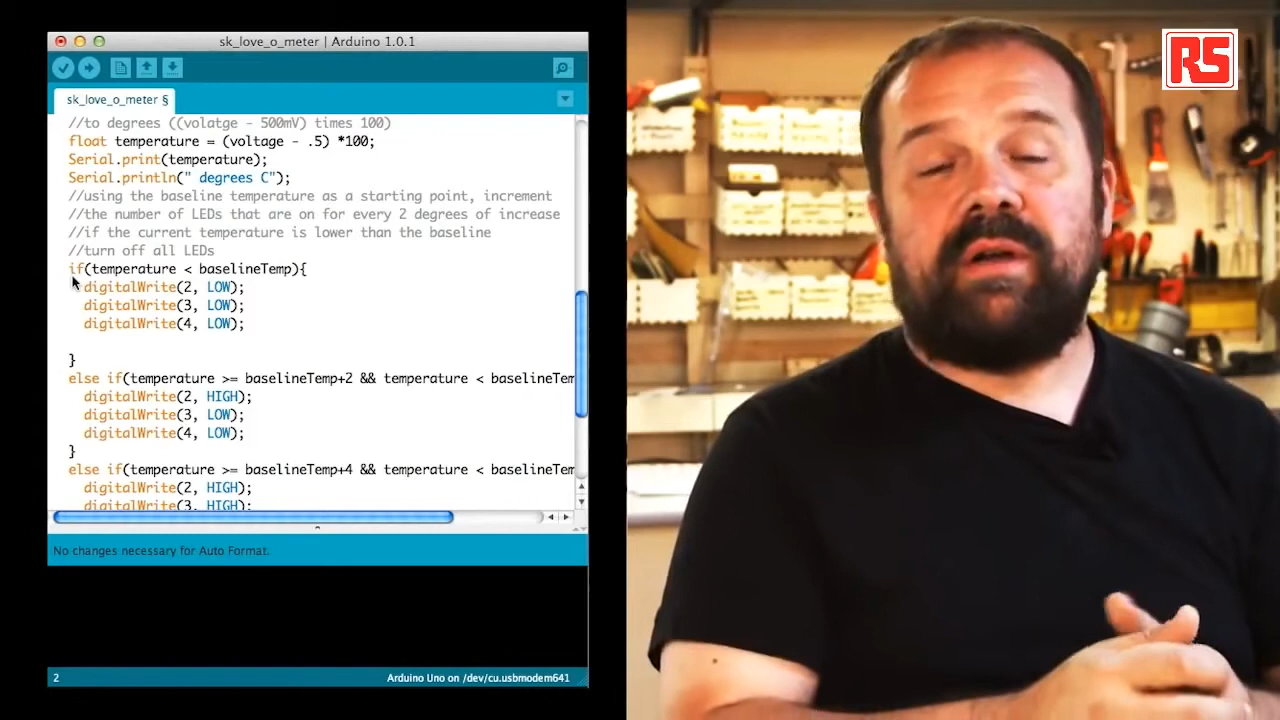 sk_love_o_meter | Arduino 1.0.1
sk_love_o_meter §
//to degrees ((volatge - 500mV) times 100)
float temperature = (voltage - .5) *100;
Serial.print(temperature);
Serial.println(" degrees C");
//using the baseline temperature as a starting point, increment
//the number of LEDs that are on for every 2 degrees of increase
//if the current temperature is lower than the baseline
//turn off all LEDs
if(temperature < baselineTemp){
digitalWrite(2, LOW);
digitalWrite(3, LOW);
digitalWrite(4, LOW);
}
else if(temperature >= baselineTemp+2 && temperature < baselineTem
digitalWrite(2, HIGH);
digitalWrite(3, LOW);
digitalWrite(4, LOW);
}
else if(temperature >= baselineTemp+4 && temperature < baselineTem
digitalWrite(2, HIGH);
digitalWrite(3, HIGH);
No changes necessary for Auto Format.
2
Arduino Uno on /dev/cu.usbmodem641
RS